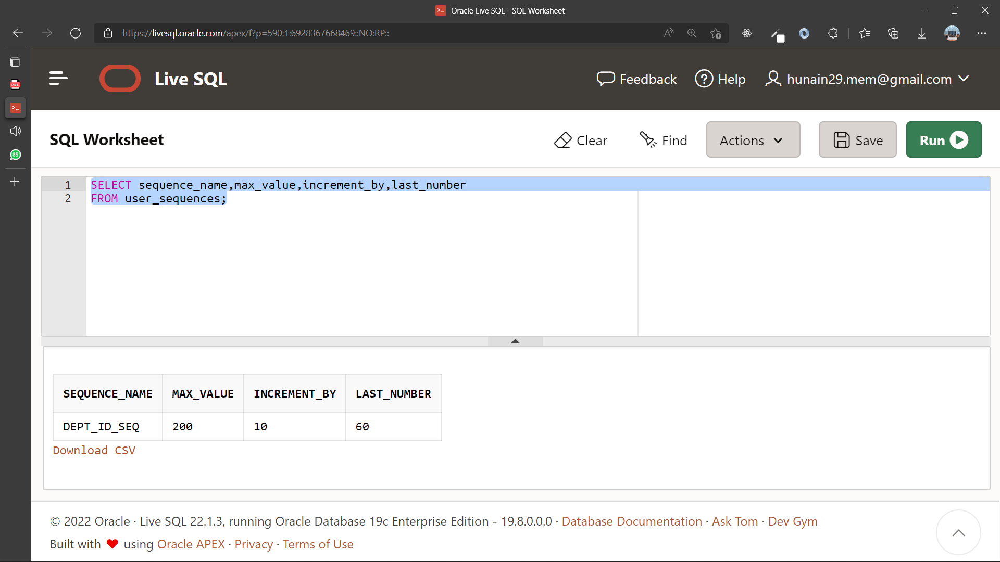 Oracle Live SQL - SQL Worksheet
https://livesql.oracle.com/apex/f?p=590:1:6928367668469::NO:RP::
PDF
85
Live SQL
Feedback
Help
hunain29.mem@gmail.com
SQL Worksheet
Clear
Find
Actions
Save
Run
1 SELECT sequence_name,max_value,increment_by,last_number
2 FROM user_sequences;
SEQUENCE_NAME MAX_VALUE INCREMENT_BY LAST_NUMBER
DEPT_ID_SEQ 200 10 60
Download CSV
© 2022 Oracle · Live SQL 22.1.3, running Oracle Database 19c Enterprise Edition - 19.8.0.0.0 · Database Documentation · Ask Tom · Dev Gym
Built with ❤ using Oracle APEX · Privacy · Terms of Use